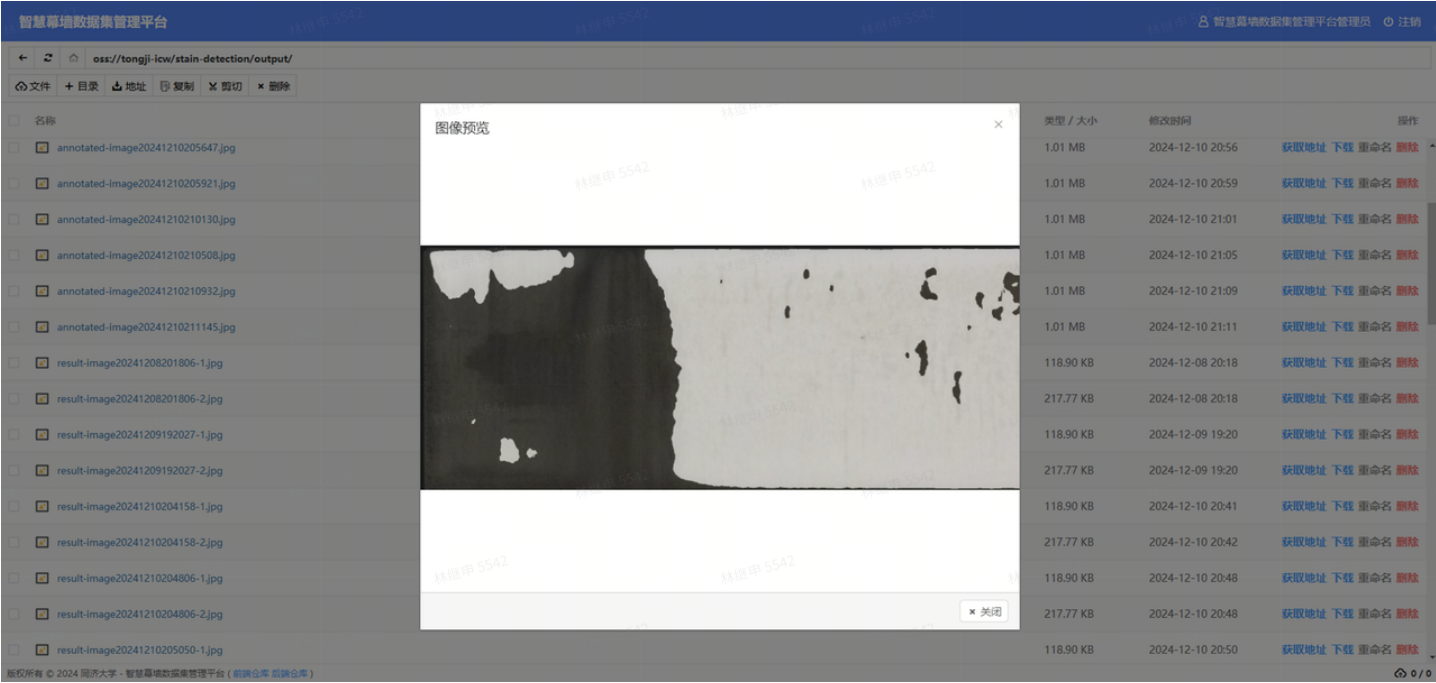 智慧幕墙数据集管理平台
智慧幕墙数据集管理平台管理员 注销
oss://tongji-icw/stain-detection/output/
文件 目录 地址 复制 剪切 删除
名称 类型 / 大小 修改时间 操作
annotated-image20241210205647.jpg 1.01 MB 2024-12-10 20:56 获取地址 下载 重命名 删除
annotated-image20241210205921.jpg 1.01 MB 2024-12-10 20:59 获取地址 下载 重命名 删除
annotated-image20241210210130.jpg 1.01 MB 2024-12-10 21:01 获取地址 下载 重命名 删除
annotated-image20241210210508.jpg 1.01 MB 2024-12-10 21:05 获取地址 下载 重命名 删除
annotated-image20241210210932.jpg 1.01 MB 2024-12-10 21:09 获取地址 下载 重命名 删除
annotated-image20241210211145.jpg 1.01 MB 2024-12-10 21:11 获取地址 下载 重命名 删除
result-image20241208201806-1.jpg 118.90 KB 2024-12-08 20:18 获取地址 下载 重命名 删除
result-image20241208201806-2.jpg 217.77 KB 2024-12-08 20:18 获取地址 下载 重命名 删除
result-image20241209192027-1.jpg 118.90 KB 2024-12-09 19:20 获取地址 下载 重命名 删除
result-image20241209192027-2.jpg 217.77 KB 2024-12-09 19:20 获取地址 下载 重命名 删除
result-image20241210204158-1.jpg 118.90 KB 2024-12-10 20:41 获取地址 下载 重命名 删除
result-image20241210204158-2.jpg 217.77 KB 2024-12-10 20:42 获取地址 下载 重命名 删除
result-image20241210204806-1.jpg 118.90 KB 2024-12-10 20:48 获取地址 下载 重命名 删除
result-image20241210204806-2.jpg 217.77 KB 2024-12-10 20:48 获取地址 下载 重命名 删除
result-image20241210205050-1.jpg 118.90 KB 2024-12-10 20:50 获取地址 下载 重命名 删除
图像预览
林继申 5542
关闭
版权所有 © 2024 同济大学 - 智慧幕墙数据集管理平台 ( 前端仓库 后端仓库 )
0 / 0